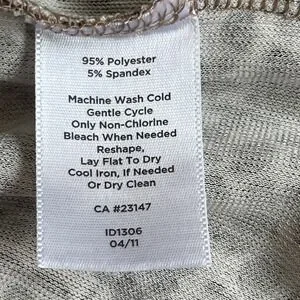 95% Polyester
5% Spandex
Machine Wash Cold
Gentle Cycle
Only Non-Chlorine
Bleach When Needed
Reshape,
Lay Flat To Dry
Cool Iron, If Needed
Or Dry Clean
CA #23147
ID1306
04/11